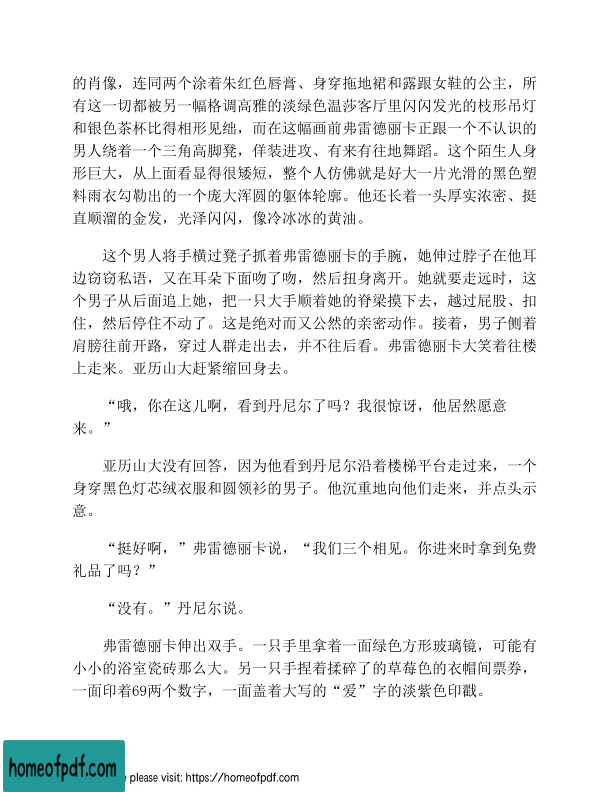 的肖像，连同两个涂着朱红色唇膏、身穿拖地裙和露跟女鞋的公主，所
有这一切都被另一幅格调高雅的淡绿色温莎客厅里闪闪发光的枝形吊灯
和银色茶杯比得相形见绌，而在这幅画前弗雷德丽卡正跟一个不认识的
男人绕着一个三角高脚凳，佯装进攻、有来有往地舞蹈。这个陌生人身
形巨大，从上面看显得很矮短，整个人仿佛就是好大一片光滑的黑色塑
料雨衣勾勒出的一个庞大浑圆的躯体轮廓。他还长着一头厚实浓密、挺
直顺溜的金发，光泽闪闪，像冷冰冰的黄油。
这个男人将手横过凳子抓着弗雷德丽卡的手腕，她伸过脖子在他耳
边窃窃私语，又在耳朵下面吻了吻，然后扭身离开。她就要走远时，这
个男子从后面追上她，把一只大手顺着她的脊梁摸下去，越过屁股、扣
住，然后停住不动了。这是绝对而又公然的亲密动作。接着，男子侧着
肩膀往前开路，穿过人群走出去，并不往后看。弗雷德丽卡大笑着往楼
上走来。亚历山大赶紧缩回身去。
“哦，你在这儿啊，看到丹尼尔了吗？我很惊讶，他居然愿意
来。”
亚历山大没有回答，因为他看到丹尼尔沿着楼梯平台走过来，一个
身穿黑色灯芯绒衣服和圆领衫的男子。他沉重地向他们走来，并点头示
意。
“挺好啊，”弗雷德丽卡说，“我们三个相见。你进来时拿到免费
礼品了吗？”
“没有。”丹尼尔说。
弗雷德丽卡伸出双手。一只手里拿着一面绿色方形玻璃镜，可能有
小小的浴室瓷砖那么大。另一只手捏着揉碎了的草莓色的衣帽间票券，
一面印着69两个数字，一面盖着大写的“爱”字的淡紫色印戳。
homeofpdf.com
e please visit: https://homeofpdf.com